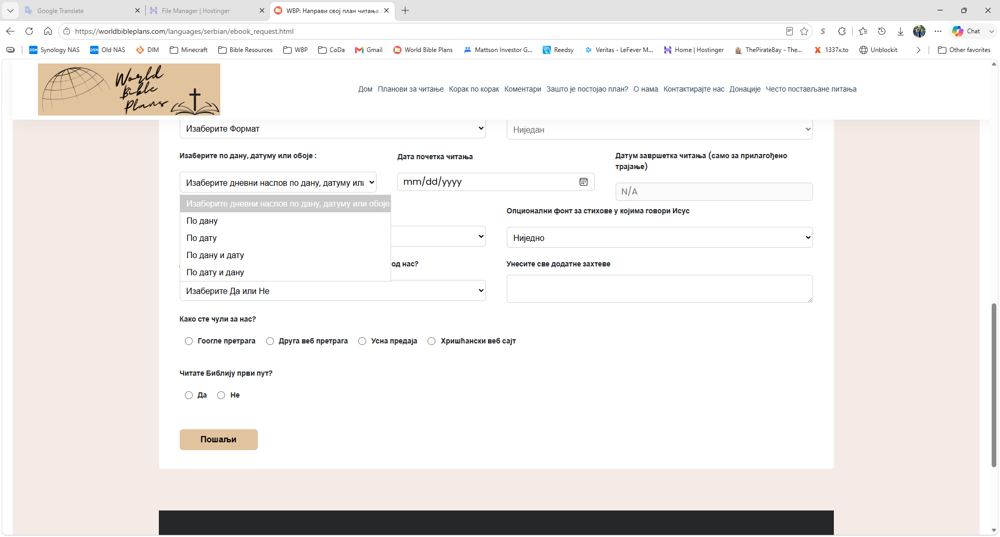 Google Translate
File Manager | Hostinger
WBP: Направи свој план читања
https://worldbibleplans.com/languages/serbian/ebook_request.html
Chat
Synology NAS
Old NAS
DIM
Minecraft
Bible Resources
WBP
CoDa
Gmail
World Bible Plans
Mattson Investor G...
Reedsy
Veritas - LeFever M...
Home | Hostinger
ThePirateBay - The...
1337x.to
Unblockit
Other favorites
World
Bible
Plans
Дом
Планови за читање
Корак по корак
Коментари
Зашто је постојао план?
О нама
Контактирајте нас
Донације
Често постављане питања
Изаберите Формат
Ниједан
Изаберите по дану, датуму или обоје :
Дата почетка читања
Датум завршетка читања (само за прилагођено
трајање)
Изаберите дневни наслов по дану, датуму или
mm/dd/yyyy
N/A
Изаберите дневни наслов по дану, датуму или обоје
По дану
По дату
По дану и дату
По дату и дану
Опционални фонт за стихове у којима говори Исус
Ниједно
од нас?
Унесите све додатне захтеве
Изаберите Да или Не
Како сте чули за нас?
Гоогле претрага
Друга веб претрага
Усна предаја
Хришћански веб сајт
Читате Библију први пут?
Да
Не
Пошаљи